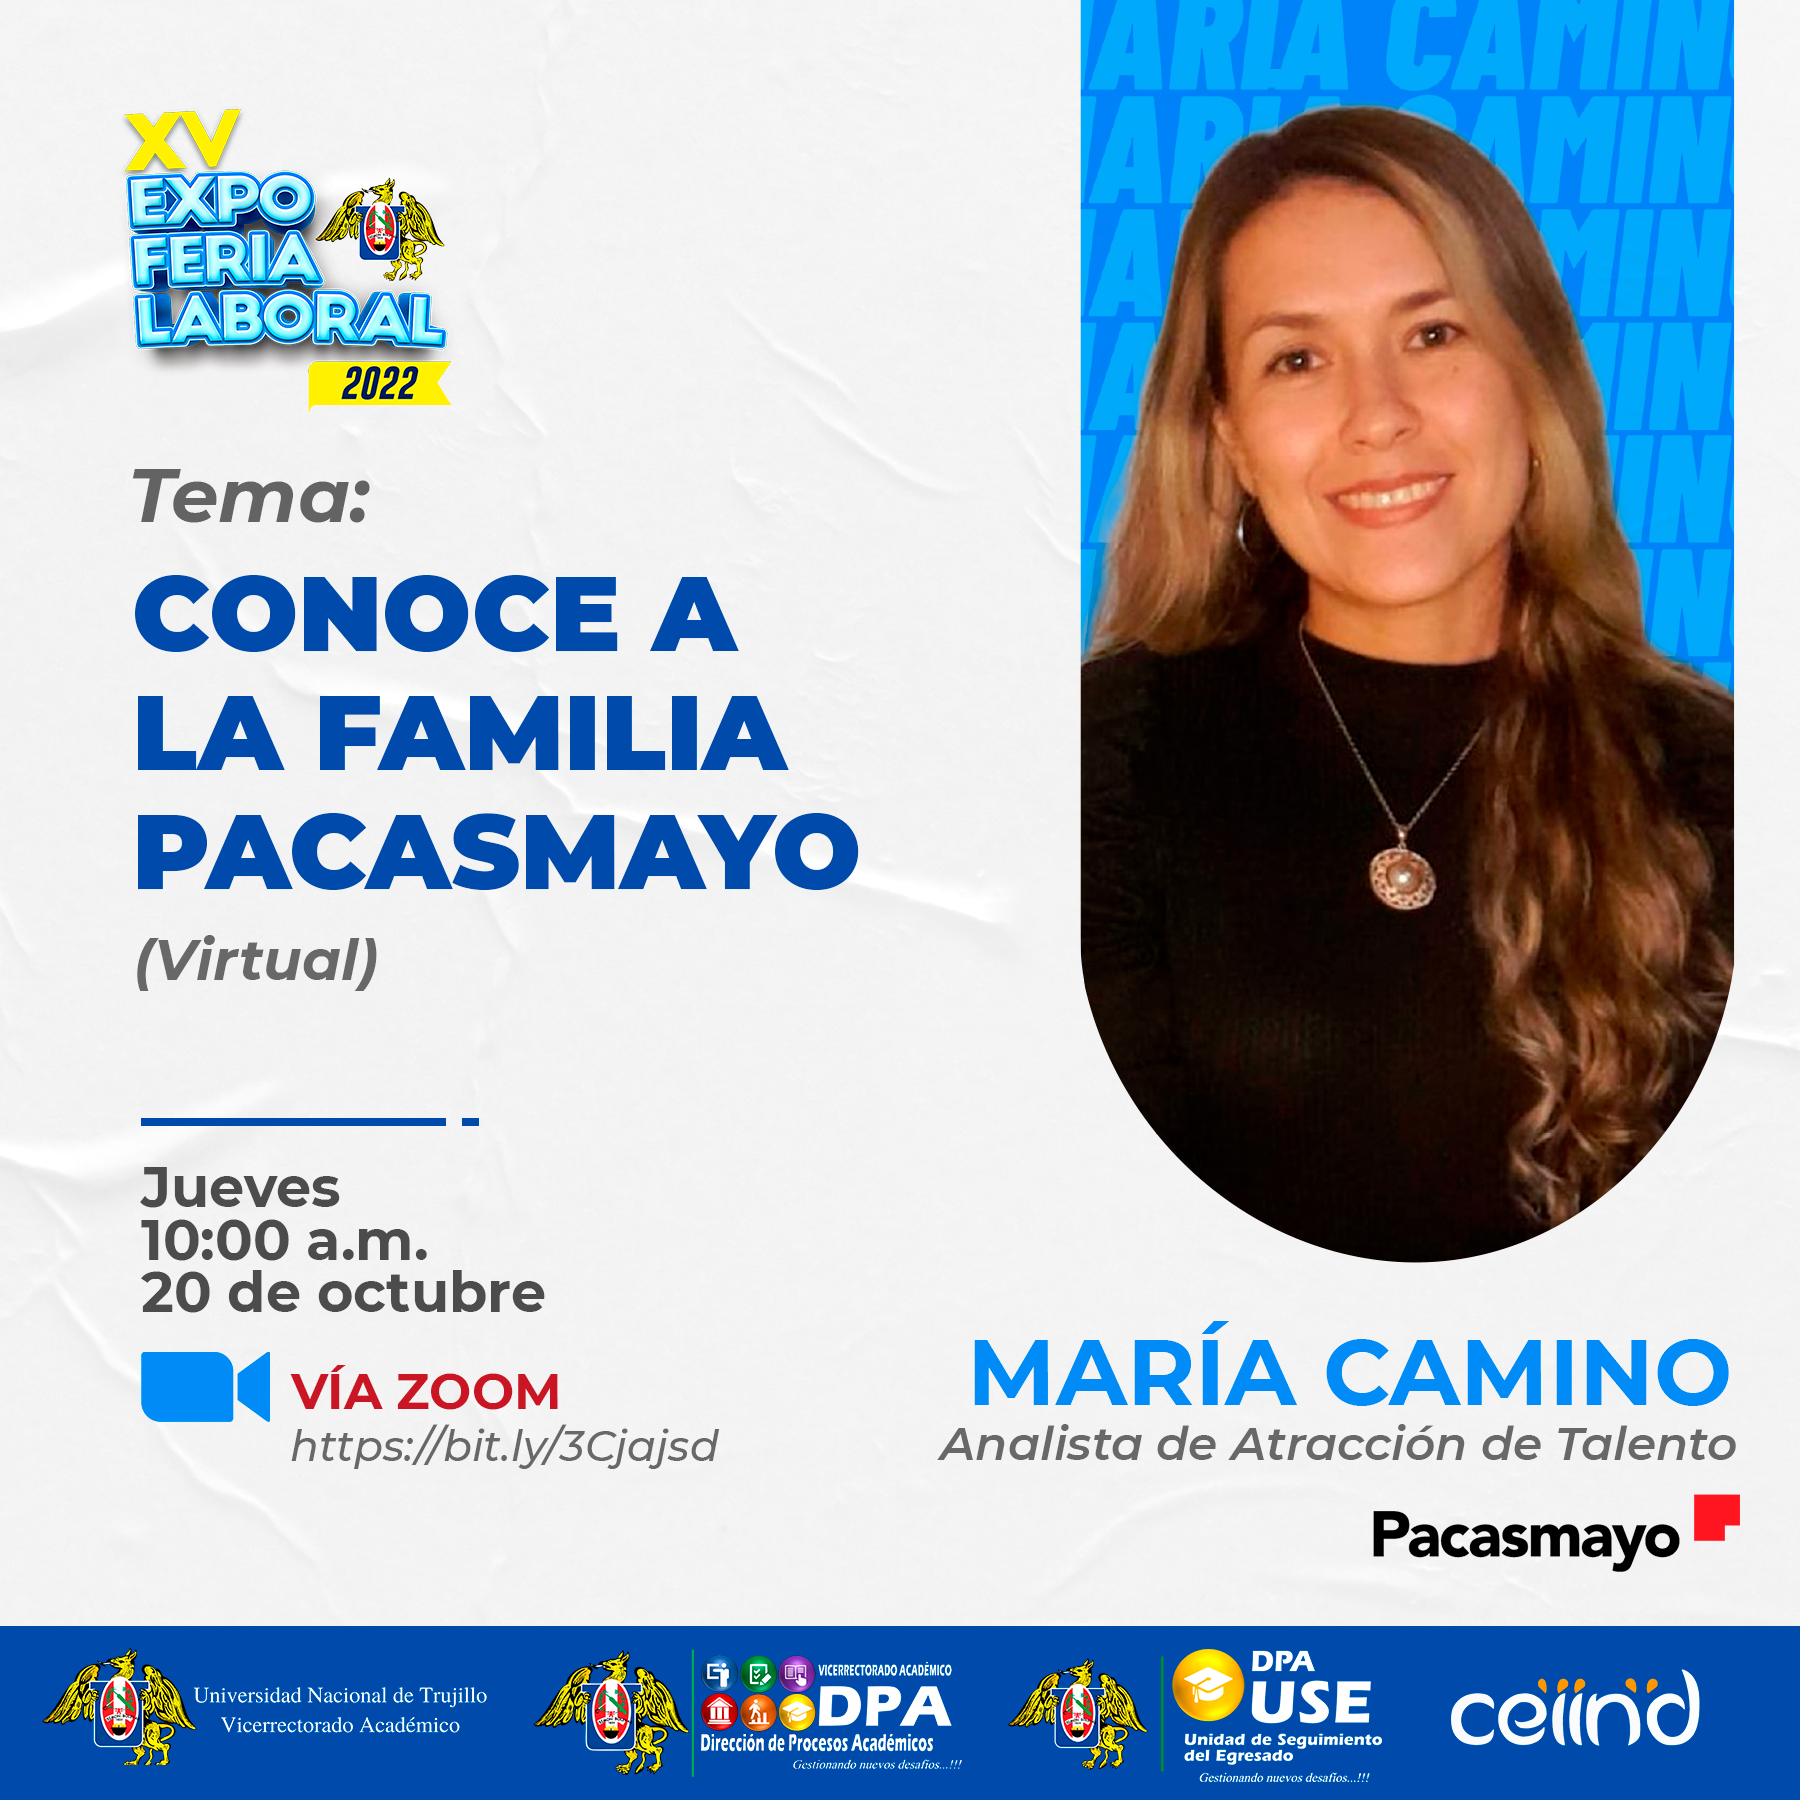 XV
EXPO
FERIA
LABORAL
2022
Tema:
CONOCE A
LA FAMILIA
PACASMAYO
(Virtual)
Jueves
10:00 a.m.
20 de octubre
VÍA ZOOM
https://bit.ly/3Cjajsd
ARÍA CAMIN
MARÍA CAMINO
Analista de Atracción de Talento
Pacasmayo
Universidad Nacional de Trujillo
Vicerrectorado Académico
VICERRECTORADO ACADÉMICO
DPA
Dirección de Procesos Académicos
Gestionando nuevos desafíos...!!!
DPA
USE
Unidad de Seguimiento
del Egresado
Gestionando nuevos desafíos...!!!
ceiind